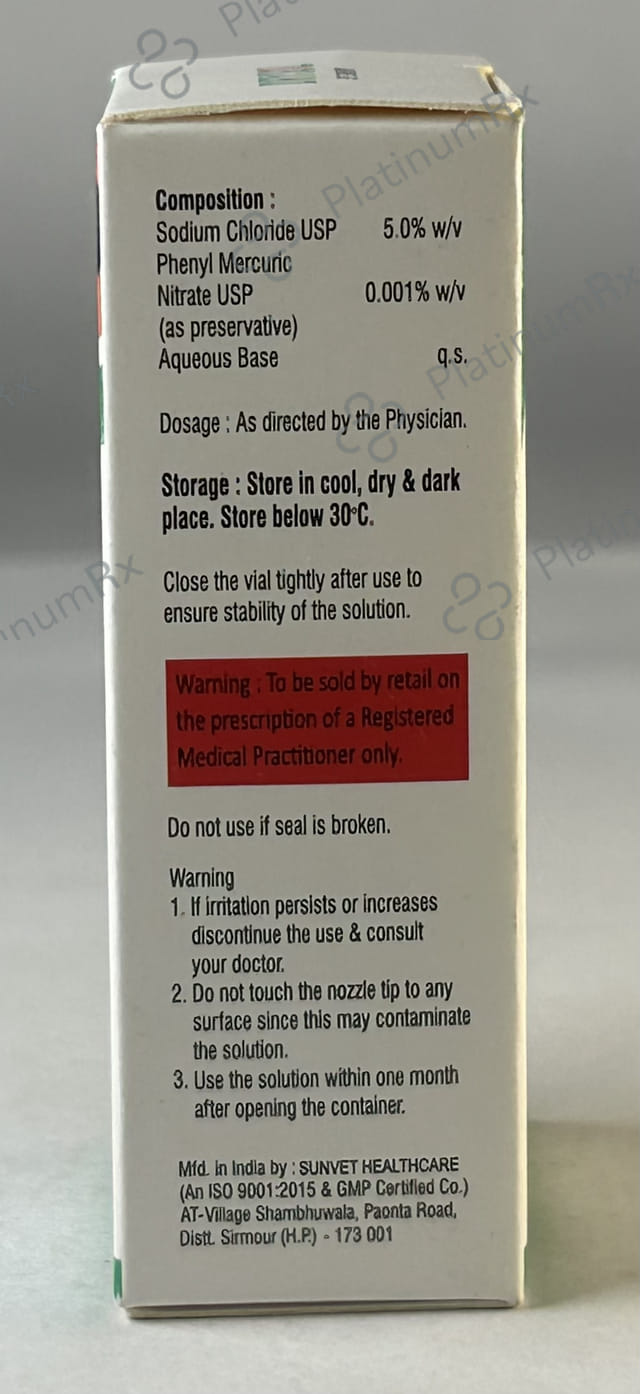 PlatinumRx
Composition :
Sodium Chloride USP 5.0% w/v
Phenyl Mercuric
Nitrate USP 0.001% w/v
(as preservative)
Aqueous Base q.s.
Dosage : As directed by the Physician.
Storage : Store in cool, dry & dark
place. Store below 30°C.
Close the vial tightly after use to
ensure stability of the solution.
Warning : To be sold by retail on
the prescription of a Registered
Medical Practitioner only.
Do not use if seal is broken.
Warning
1. If irritation persists or increases
discontinue the use & consult
your doctor.
2. Do not touch the nozzle tip to any
surface since this may contaminate
the solution.
3. Use the solution within one month
after opening the container.
Mfd. in India by : SUNVET HEALTHCARE
(An ISO 9001:2015 & GMP Certified Co.)
AT-Village Shambhuwala, Paonta Road,
Distt. Sirmour (H.P.) - 173 001